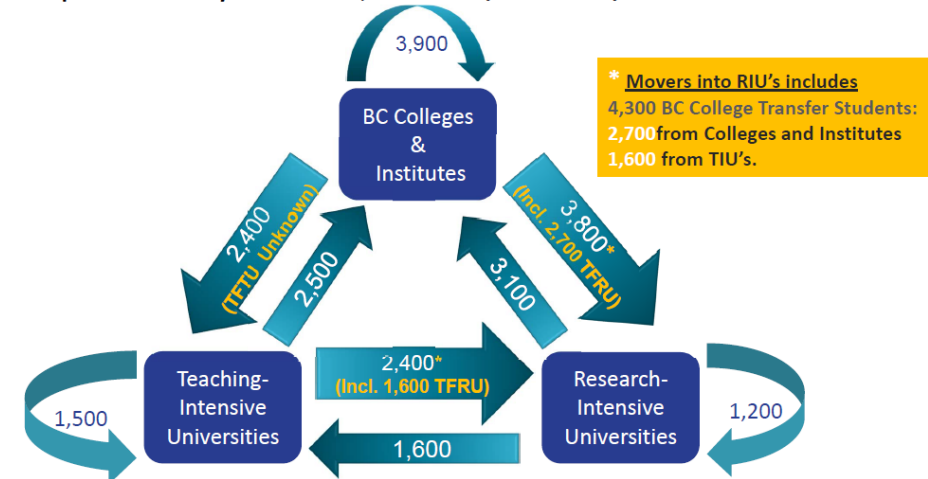 3,900
BC Colleges
&
Institutes
* Movers into RIU's includes
4,300 BC College Transfer Students:
2,700from Colleges and Institutes
1,600 from TIU's.
2,400
(TFTU Unknown)
2,500
3,100
3,800*
(Incl. 2,700 TFRU)
1,500
Teaching-
Intensive
Universities
2,400*
(Incl. 1,600 TFRU)
1,600
Research-
Intensive
Universities
1,200